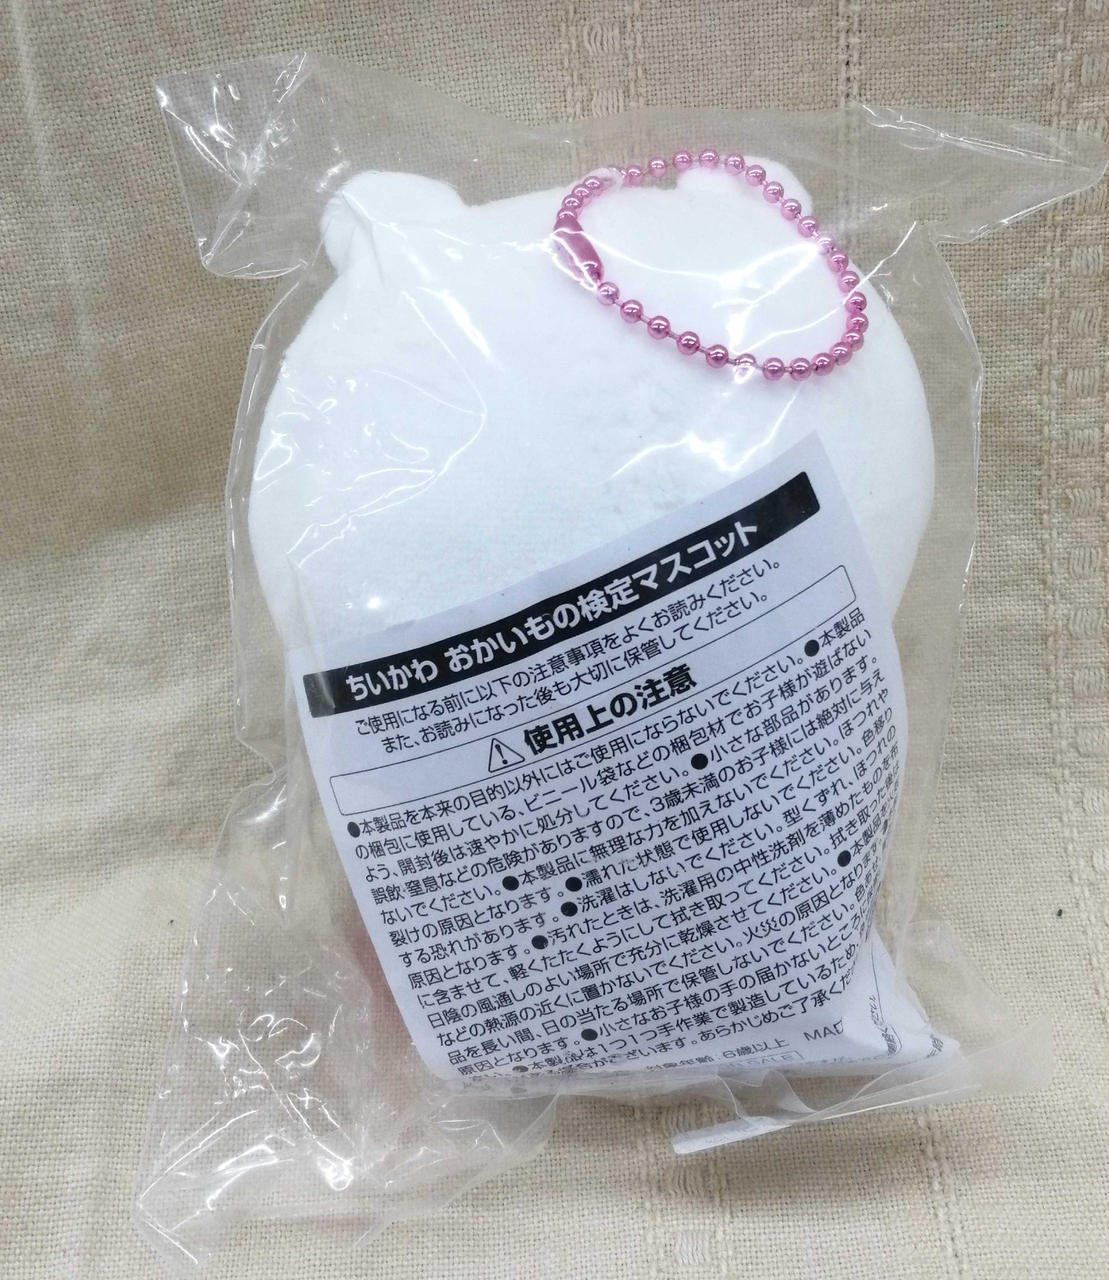 ちいかわ おかいもの検定マスコット
ご使用になる前に以下の注意事項をよくお読みください。
また、お読みになった後も大切に保管してください。
⚠使用上の注意
●本製品を本来の目的以外にはご使用にならないでください。●本製品
の梱包に使用している、ビニール袋などの梱包材でお子様が遊ばない
よう、開封後は速やかに処分してください。●小さな部品があります。
誤飲・窒息などの危険がありますので、3歳未満のお子様には絶対に与え
ないでください。●本製品に無理な力を加えないでください。ほつれや
裂けの原因となります。●濡れた状態で使用しないでください。色移り
する恐れがあります。●洗濯はしないでください。型くずれ、ほつれの
原因となります。●汚れたときは、洗濯用の中性洗剤を薄めたものを布
に含ませて、軽くたたくようにして拭き取ってください。拭き取った後は
日陰の風通しのよい場所で充分に乾燥させてください。●本製品を
などの熱源の近くに置かないでください。火災の原因となります。
品を長い間、日の当たる場所で保管しないでください。色あせ
原因となります。●小さなお子様の手の届かないところに
●本製品は1つ1つ手作業で製造しているため、
がございます。あらかじめご了承くだ
対象年齢:6歳以上
MAD
SALE